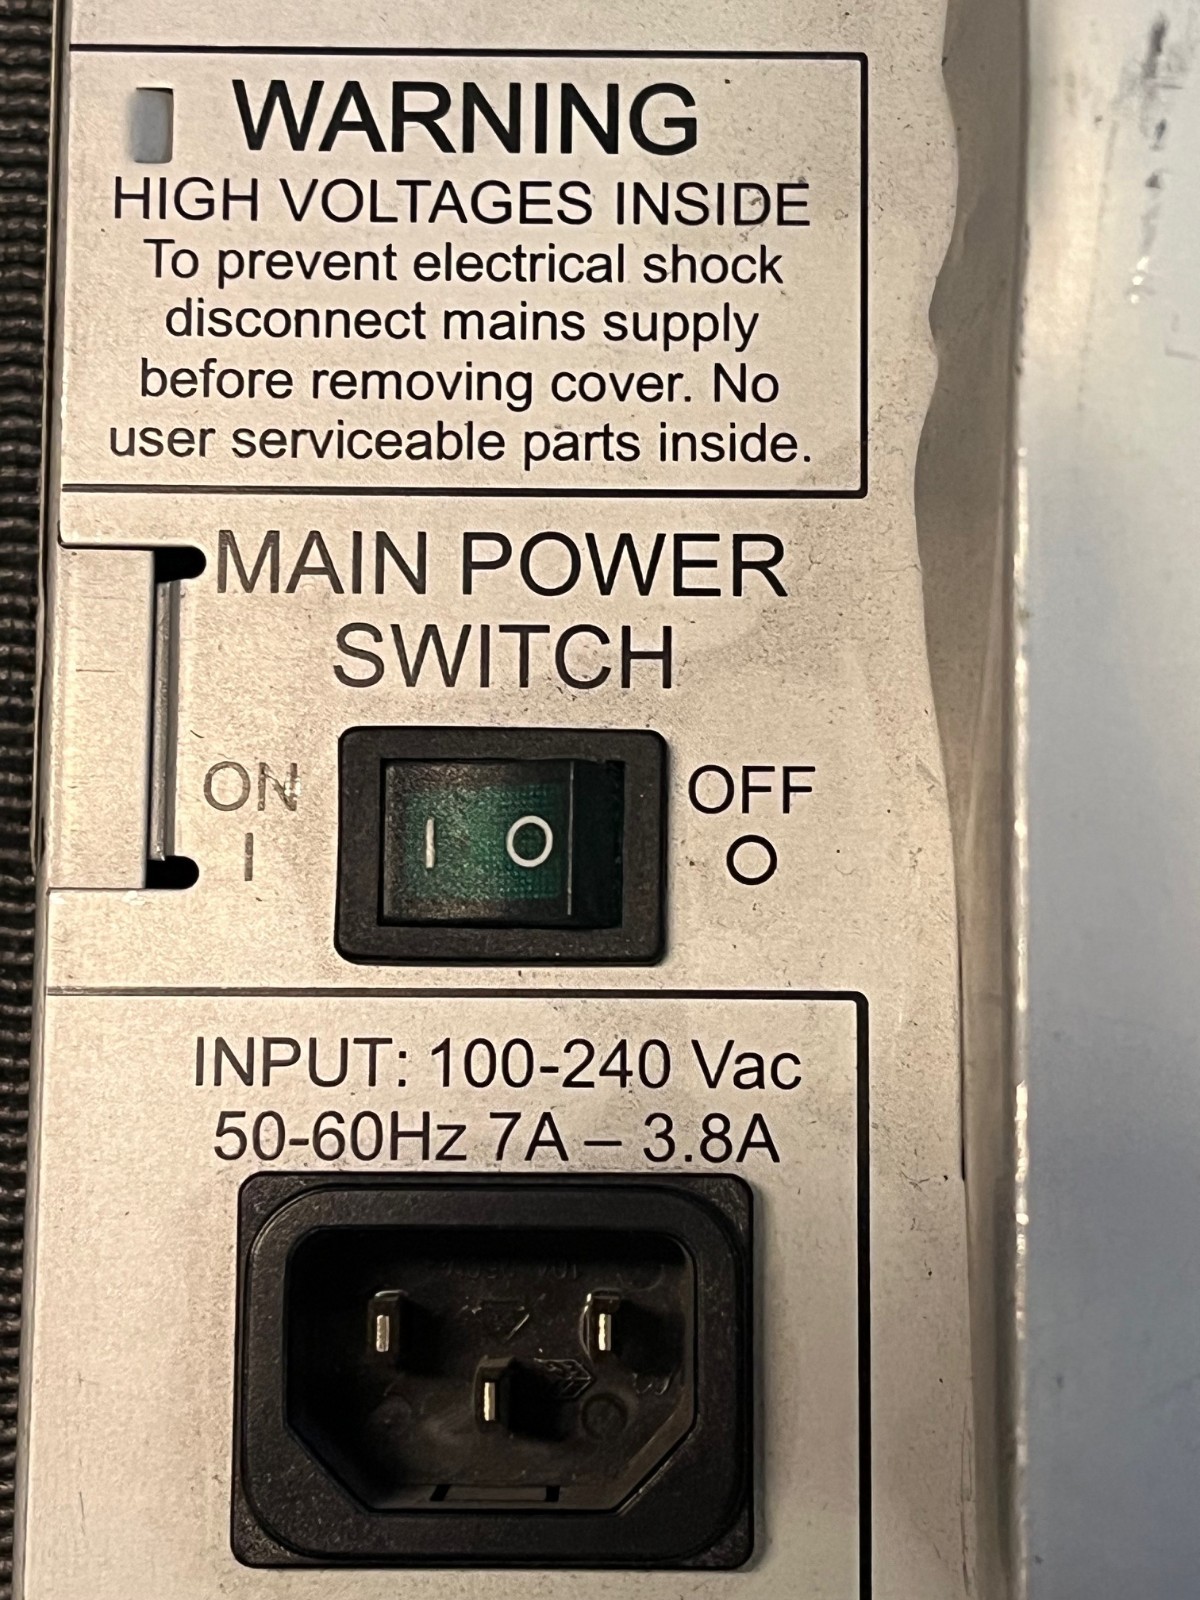 WARNING
HIGH VOLTAGES INSIDE
To prevent electrical shock
disconnect mains supply
before removing cover. No
user serviceable parts inside.
MAIN POWER
SWITCH
ON
OFF
I
I O
O
INPUT: 100-240 Vac
50-60Hz 7A – 3.8A